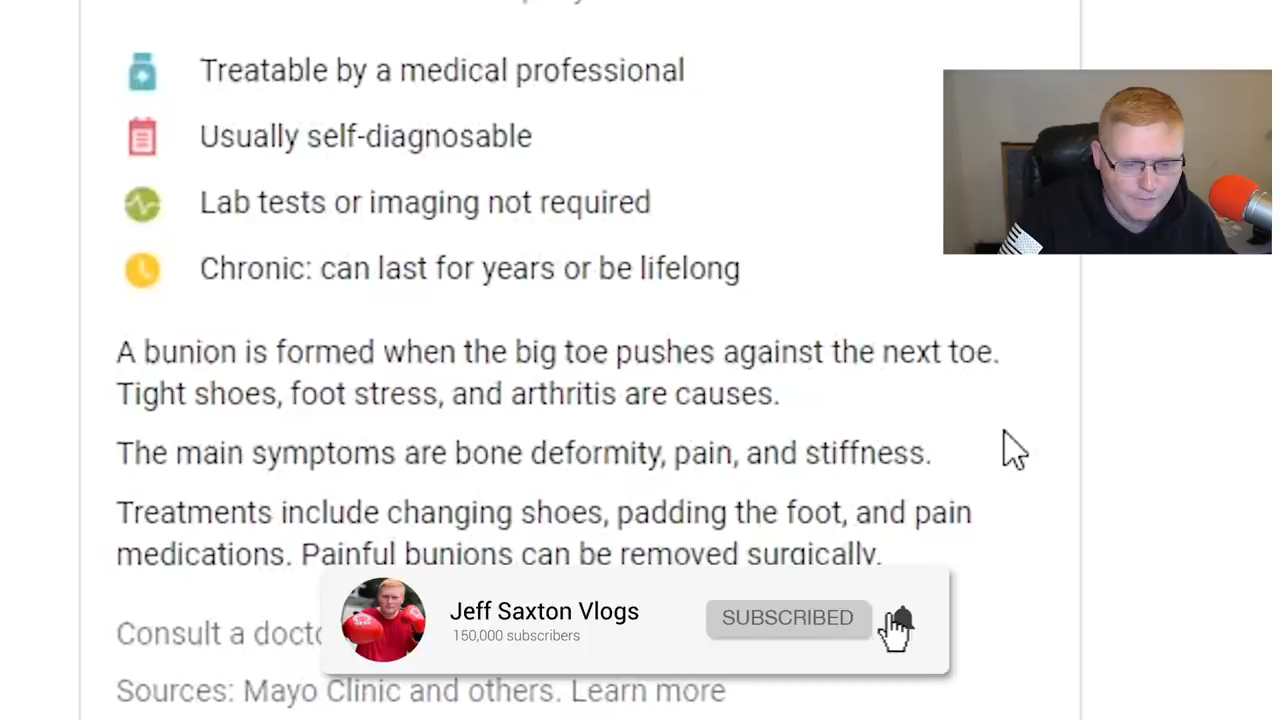 Treatable by a medical professional
Usually self-diagnosable
Lab tests or imaging not required
Chronic: can last for years or be lifelong
A bunion is formed when the big toe pushes against the next toe.
Tight shoes, foot stress, and arthritis are causes.
The main symptoms are bone deformity, pain, and stiffness.
Treatments include changing shoes, padding the foot, and pain
medications. Painful bunions can be removed surgically.
Jeff Saxton Vlogs
SUBSCRIBED
150,000 subscribers
Consult a
Sources: Mayo Clinic and others. Learn more